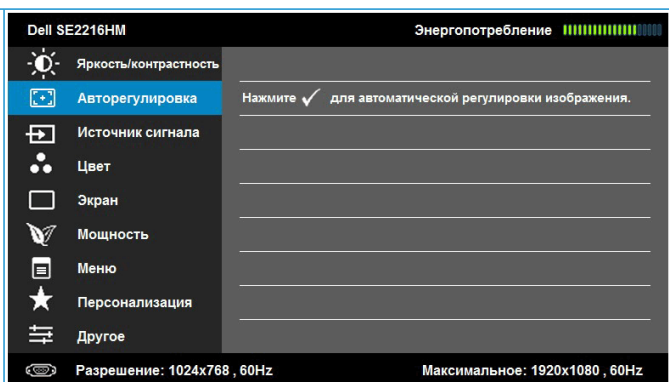 Dell SE2216HM Энергопотребление
Яркость/контрастность
Авторегулировка Нажмите ✓ для автоматической регулировки изображения.
Источник сигнала
Цвет
Экран
Мощность
Меню
Персонализация
Другое
Разрешение: 1024x768 , 60Hz Максимальное: 1920x1080 , 60Hz